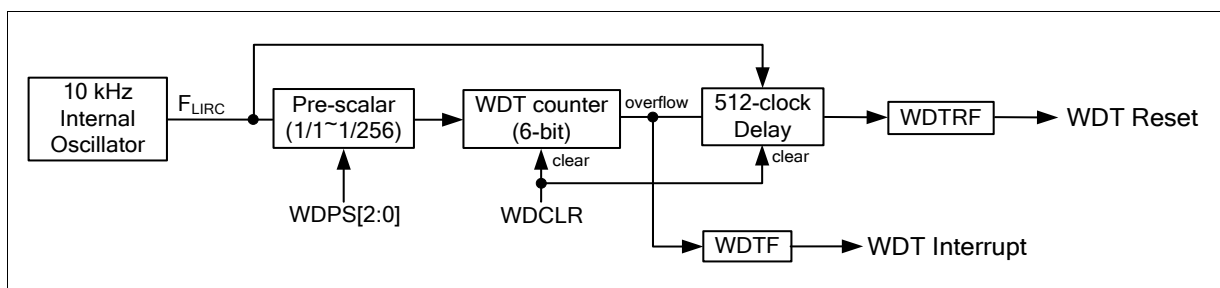 10 kHz
Internal
Oscillator
FLIRC
Pre-scalar
(1/1~1/256)
WDPS[2:0]
WDT counter
(6-bit)
clear
WDCLR
overflow
512-clock
Delay
clear
WDTRF
WDT Reset
WDTF
WDT Interrupt